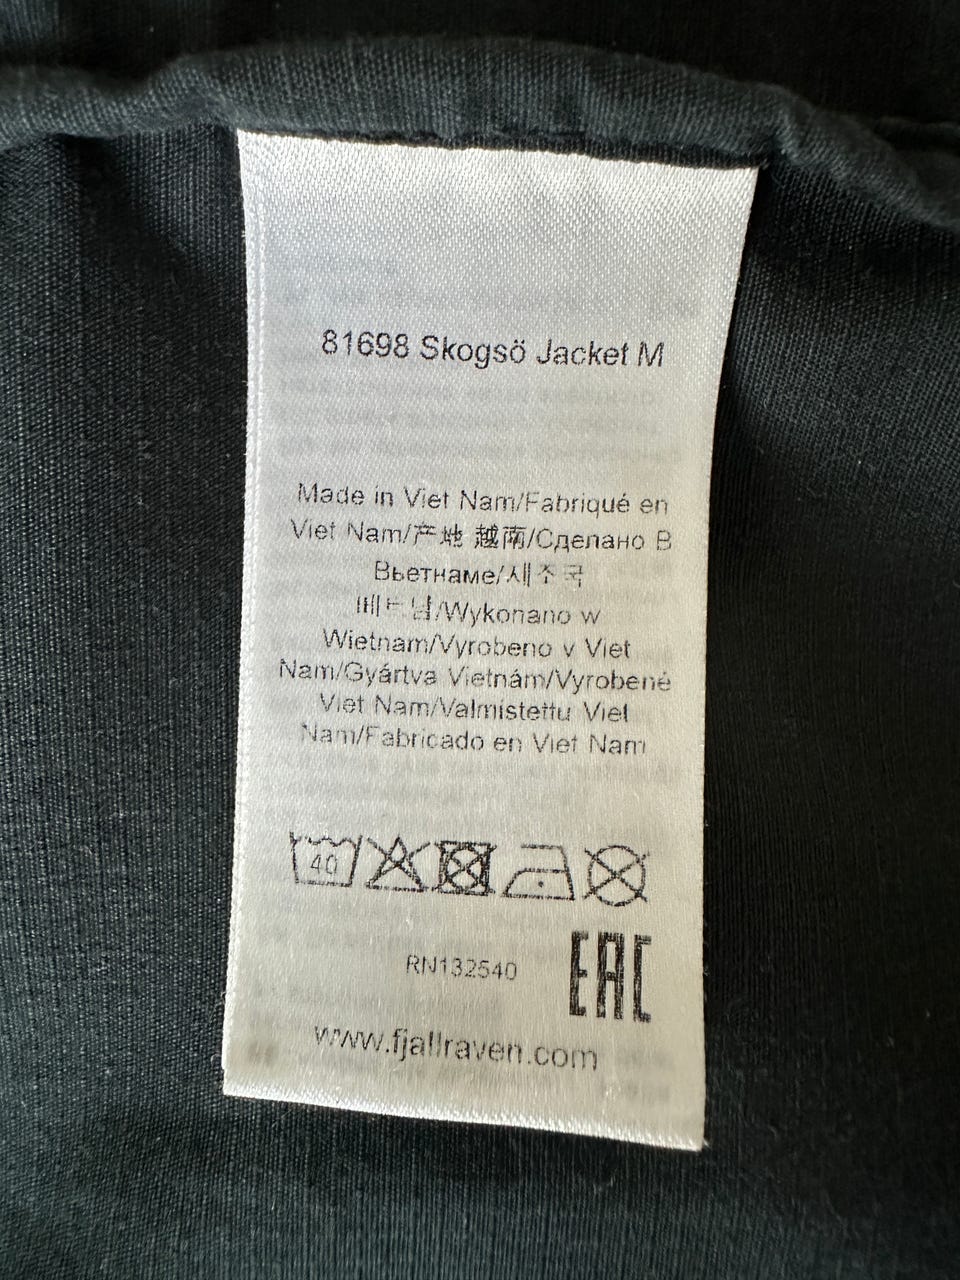 81698 Skogsö Jacket M
Made in Viet Nam/Fabriqué en
Viet Nam/产地 越南/Сделано В
Вьетнаме/제조국
베트남/Wykonano w
Wietnam/Vyrobeno v Viet
Nam/Gyártva Vietnám/Vyrobené
Viet Nam/Valmistettu Viet
Nam/Fabricado en Viet Nam
40
RN132540
EAC
www.fjallraven.com